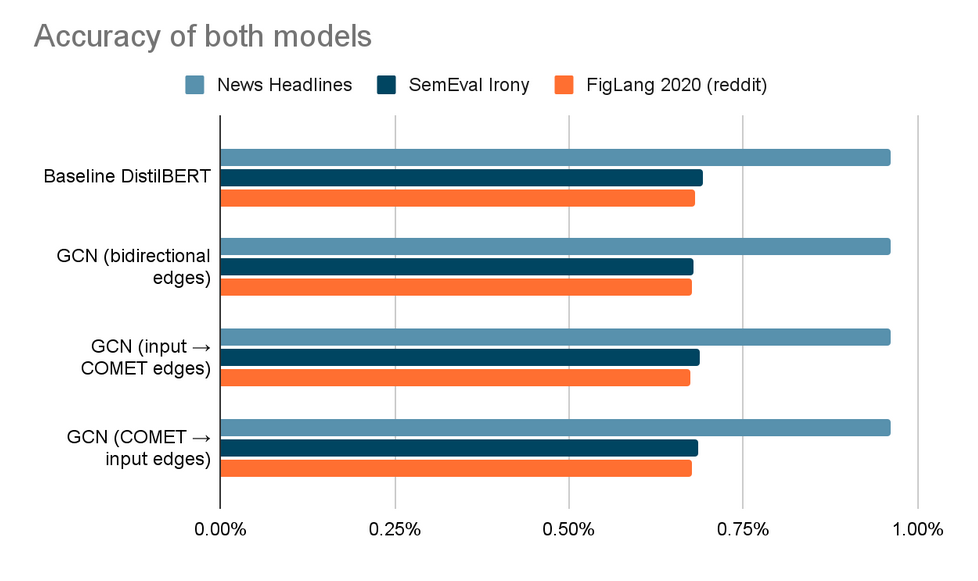 Accuracy of both models
News Headlines
SemEval Irony
FigLang 2020 (reddit)
Baseline DistilBERT
GCN (bidirectional
edges)
GCN (input →
COMET edges)
GCN (COMET →
input edges)
0.00%
0.25%
0.50%
0.75%
1.00%